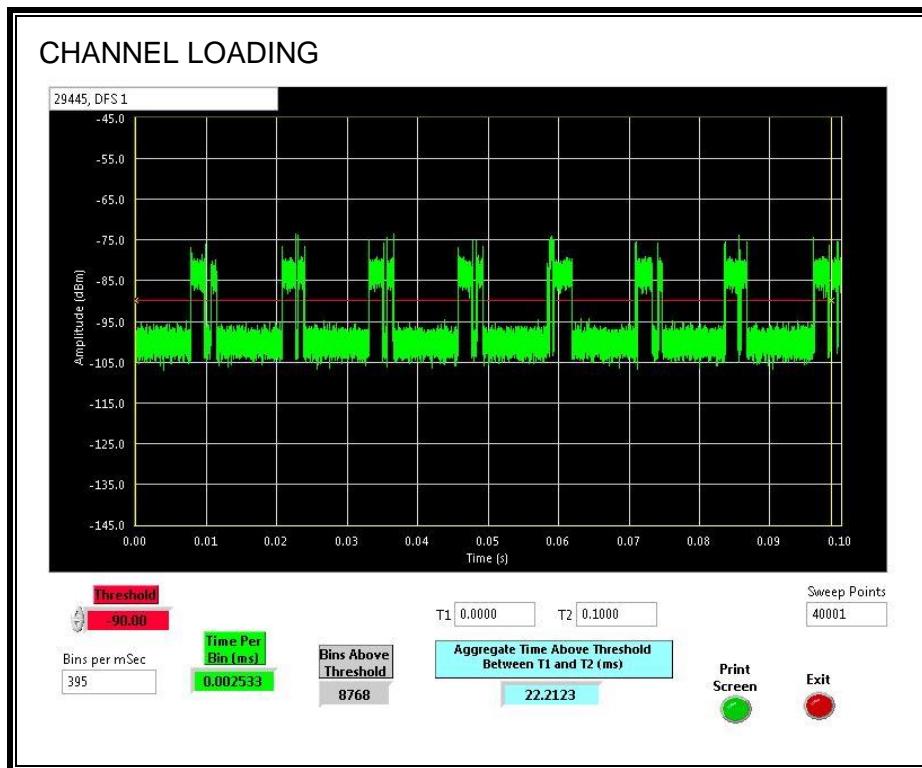 CHANNEL LOADING
29445, DFS 1
-45.0
-55.0
-65.0
-75.0
-85.0
-95.0
-105.0
-115.0
-125.0
-135.0
-145.0
Amplitude (dBm)
0.00 0.01 0.02 0.03 0.04 0.05 0.06 0.07 0.08 0.09 0.10
Time (s)
Threshold
-90.00
Bins per mSec
395
Time Per
Bin (ms)
0.002533
Bins Above
Threshold
8768
T1 0.0000 T2 0.1000
Aggregate Time Above Threshold
Between T1 and T2 (ms)
22.2123
Sweep Points
40001
Print
Screen
Exit